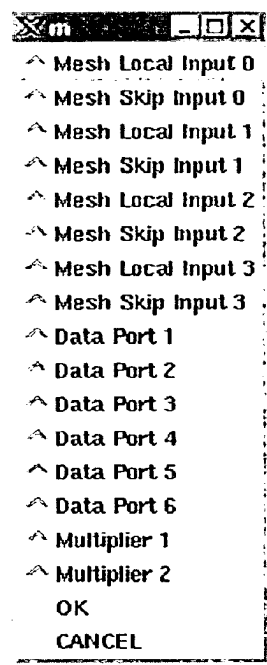 m
Mesh Local Input 0
Mesh Skip Input 0
Mesh Local Input 1
Mesh Skip Input 1
Mesh Local Input 2
Mesh Skip Input 2
Mesh Local Input 3
Mesh Skip Input 3
Data Port 1
Data Port 2
Data Port 3
Data Port 4
Data Port 5
Data Port 6
Multiplier 1
Multiplier 2
OK
CANCEL